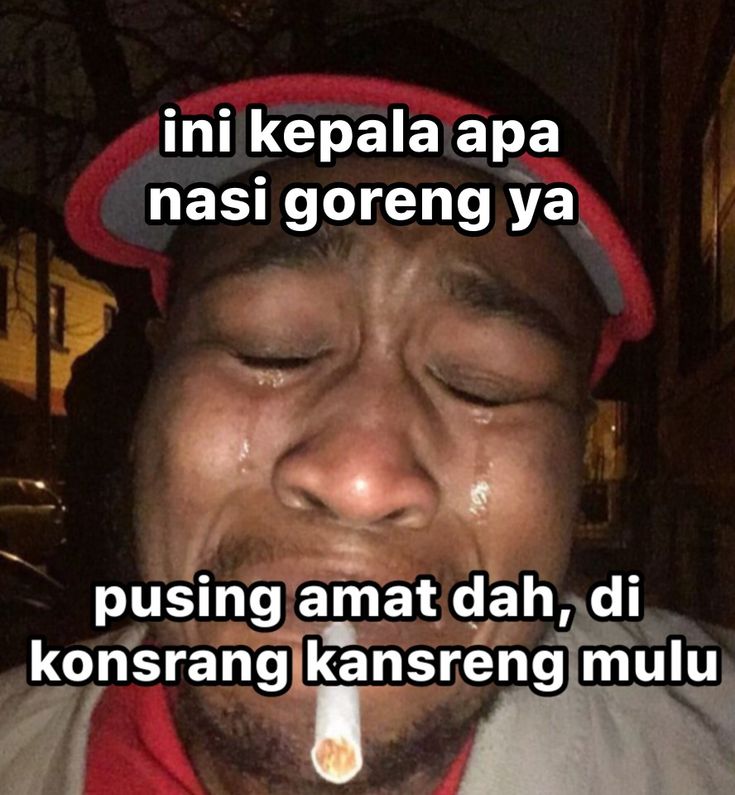 ini kepala apa
nasi goreng ya
pusing amat dah, di
konsrang kansreng mulu